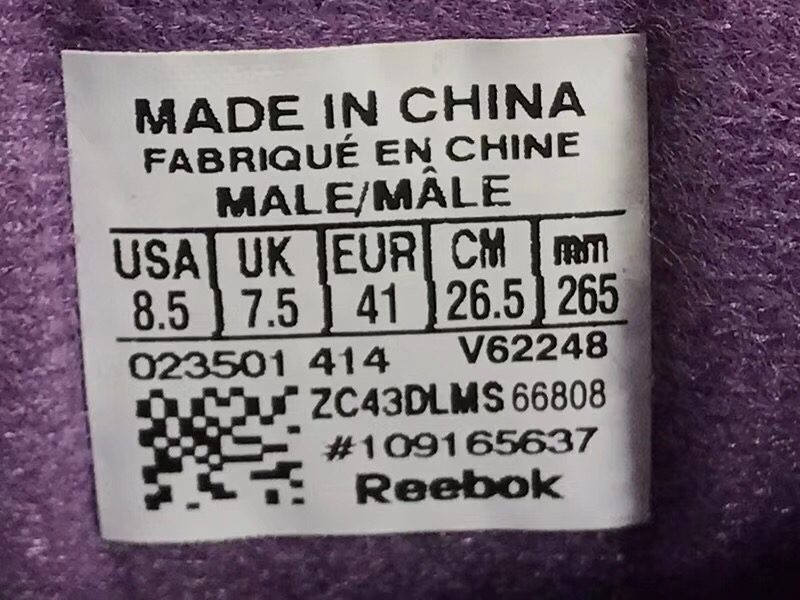 MADE IN CHINA
FABRIQUÉ EN CHINE
MALE/MÂLE
USA UK EUR CM mm
8.5 7.5 41 26.5 265
023501 414 V62248
ZC43DLMS 66808
#109165637
Reebok